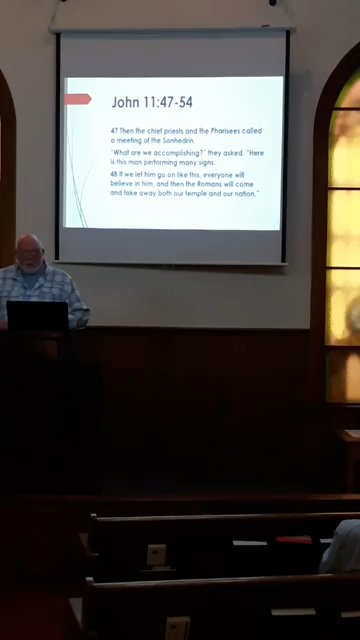 John 11:47-54
47 Then the chief priests and the Pharisees called
a meeting of the Sanhedrin.
"What are we accomplishing?" they asked. "Here
is this man performing many signs.
48 If we let him go on like this, everyone will
believe in him, and then the Romans will come
and take away both our temple and our nation."